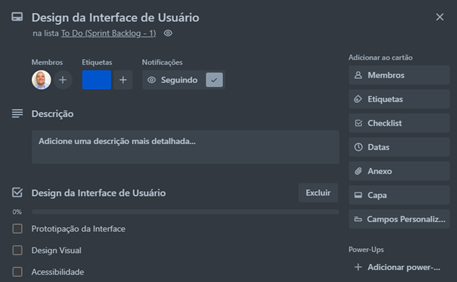 Design da Interface de Usuário
na lista To Do (Sprint Backlog - 1)
Membros
Etiquetas
Notificações
Seguindo
Descrição
Adicione uma descrição mais detalhada...
Design da Interface de Usuário
Excluir
0%
Prototipação da Interface
Design Visual
Acessibilidade
Adicionar ao cartão
Membros
Etiquetas
Checklist
Datas
Anexo
Capa
Campos Personaliz...
Power-Ups
Adicionar power-...